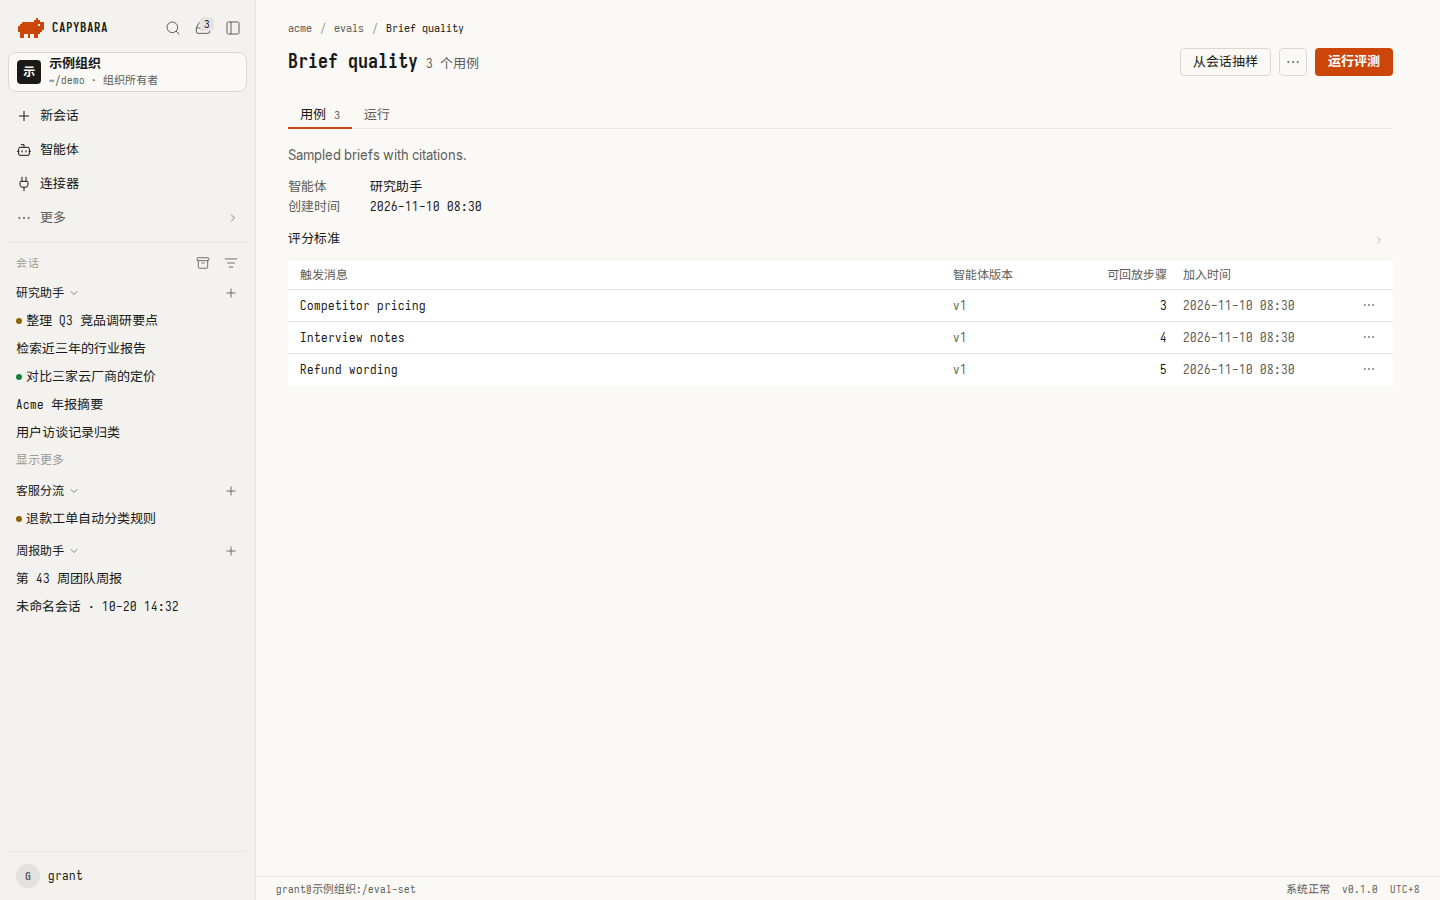 CAPYBARA
3
示
示例组织
~/demo · 组织所有者
新会话
智能体
连接器
更多
会话
研究助手
整理 Q3 竞品调研要点
检索近三年的行业报告
对比三家云厂商的定价
Acme 年报摘要
用户访谈记录归类
显示更多
客服分流
退款工单自动分类规则
周报助手
第 43 周团队周报
未命名会话 · 10-20 14:32
G grant
acme / evals / Brief quality
Brief quality 3 个用例
从会话抽样
运行评测
用例 3 运行
Sampled briefs with citations.
智能体 研究助手
创建时间 2026-11-10 08:30
评分标准
触发消息 智能体版本 可回放步骤 加入时间
Competitor pricing v1 3 2026-11-10 08:30
Interview notes v1 4 2026-11-10 08:30
Refund wording v1 5 2026-11-10 08:30
grant@示例组织:/eval-set
系统正常 v0.1.0 UTC+8